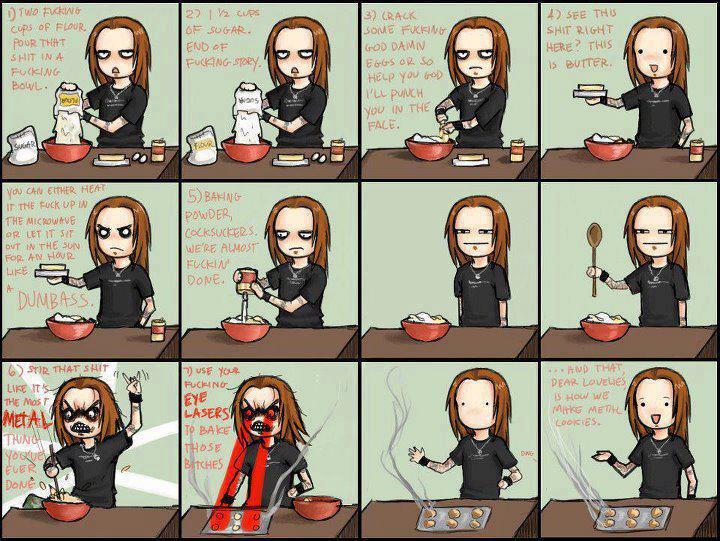 1) TWO FUCKING
CUPS OF FLOUR.
POUR THAT
SHIT IN A
FUCKING
BOWL.
FLOUR
SUGAR
2) 1 1/2 CUPS
OF SUGAR.
END OF
FUCKING STORY.
SUGAR
FLOUR
3) CRACK
SOME FUCKING
GOD DAMN
EGGS OR SO
HELP YOU GOD
I'LL PUNCH
YOU IN THE
FACE.
4) SEE THIS
SHIT RIGHT
HERE? THIS
IS BUTTER.
YOU CAN EITHER HEAT
IT THE FUCK UP IN
THE MICROWAVE
OR LET IT SIT
OUT IN THE SUN
FOR AN HOUR
LIKE
A
DUMBASS.
5) BAKING
POWDER,
COCKSUCKERS.
WE'RE ALMOST
FUCKIN'
DONE.
6) STIR THAT SHIT
LIKE IT'S
THE MOST
METAL
THING
YOU'VE
EVER
DONE
7) USE YOUR
FUCKING
EYE
LASERS
TO BAKE
THOSE
BITCHES
DING
...AND THAT,
DEAR LOVELIES
IS HOW WE
MAKE METAL
COOKIES.